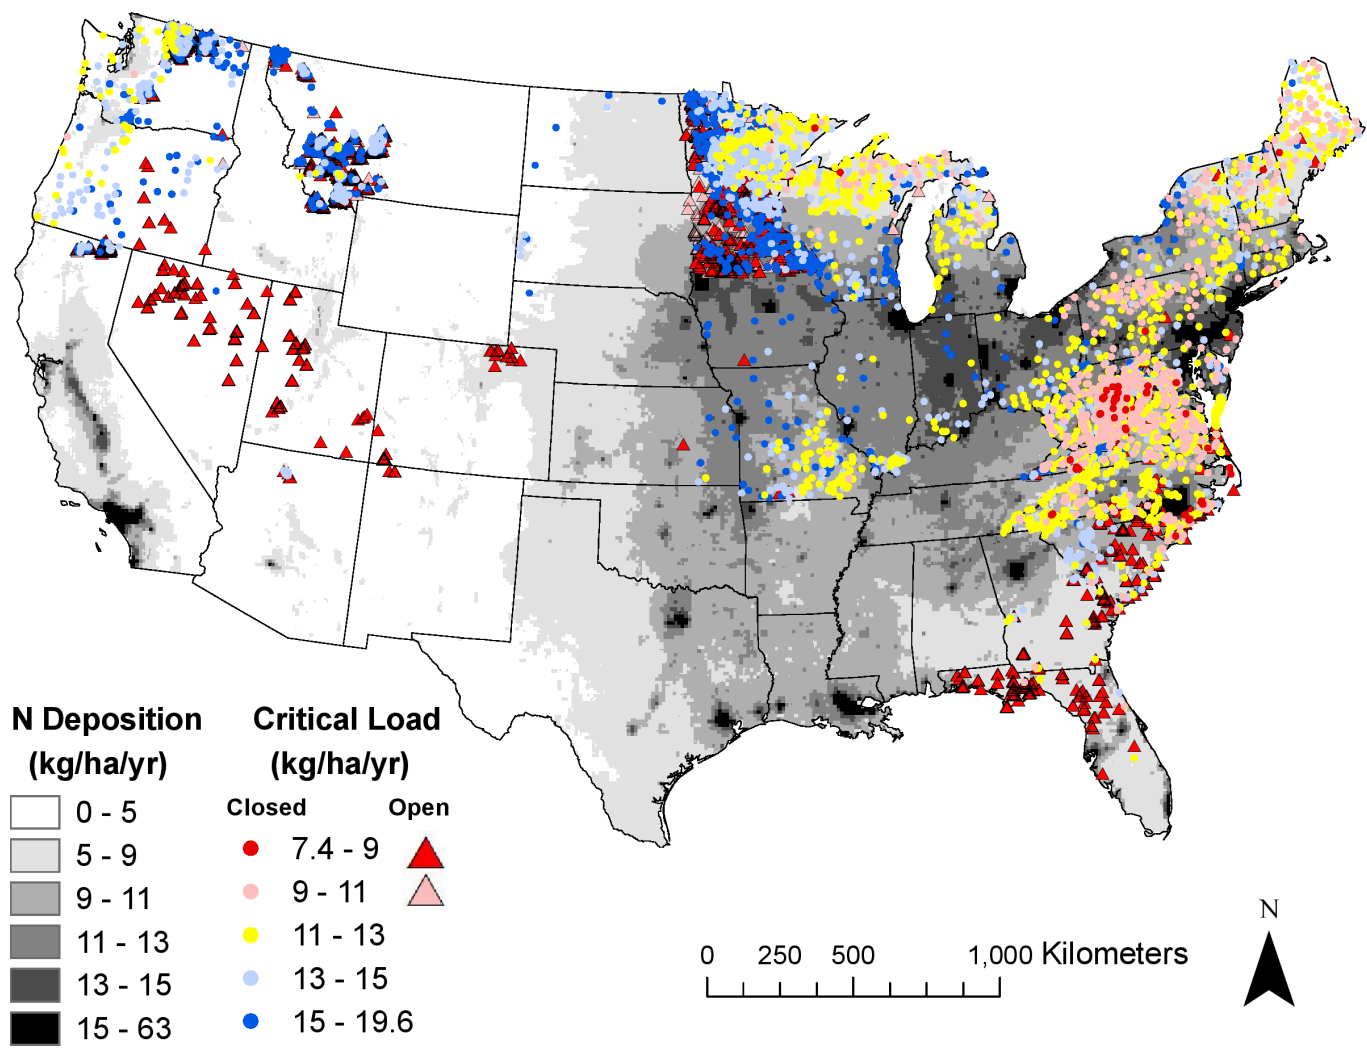 N Deposition
(kg/ha/yr)
0 - 5
5 - 9
9 - 11
11 - 13
13 - 15
15 - 63
Critical Load
(kg/ha/yr)
Closed Open
7.4 - 9
9 - 11
11 - 13
13 - 15
15 - 19.6
0 250 500 1,000 Kilometers
N